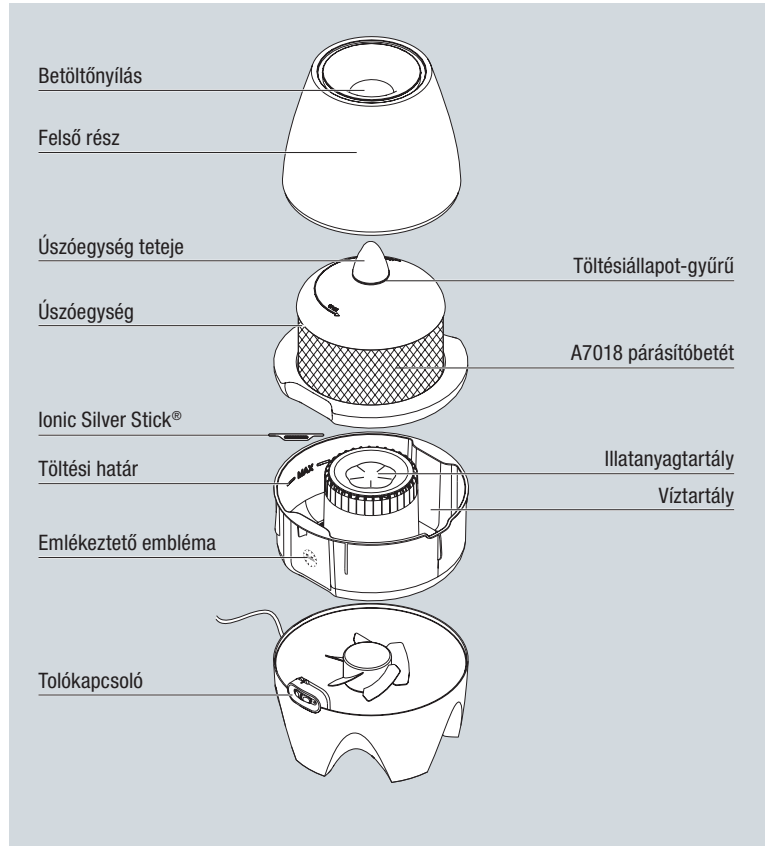 Betöltőnyílás
Felső rész
Úszóegység teteje
Töltésiállapot-gyűrű
Úszóegység
A7018 párásítóbetét
Ionic Silver Stick®
Töltési határ
MAX
Illatanyagtartály
Víztartály
Emlékeztető embléma
Tolókapcsoló